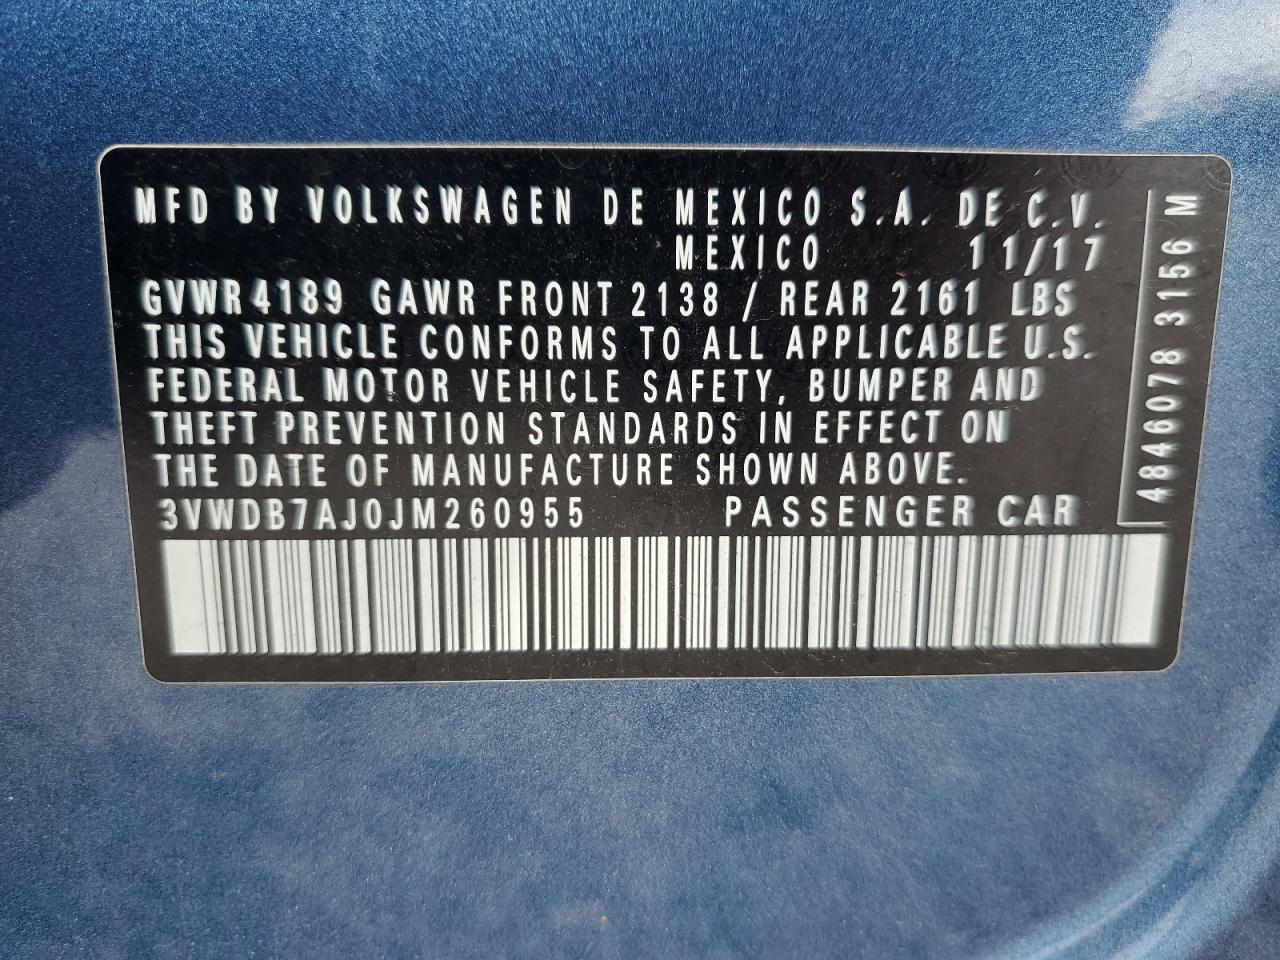 MFD BY VOLKSWAGEN DE MEXICO S.A. DE C.V.
MEXICO 11/17
GVWR 4189 GAWR FRONT 2138 / REAR 2161 LBS
THIS VEHICLE CONFORMS TO ALL APPLICABLE U.S.
FEDERAL MOTOR VEHICLE SAFETY, BUMPER AND
THEFT PREVENTION STANDARDS IN EFFECT ON
THE DATE OF MANUFACTURE SHOWN ABOVE.
3VWDB7AJ0JM260955 PASSENGER CAR
4846078 3156 M